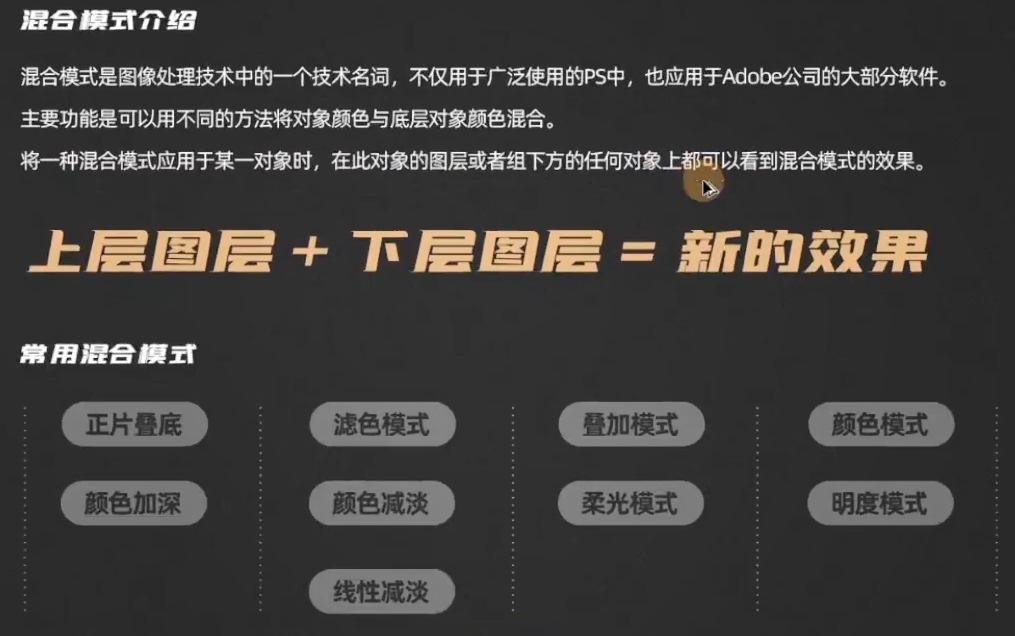 混合模式介绍
混合模式是图像处理技术中的一个技术名词，不仅用于广泛使用的PS中，也应用于Adobe公司的大部分软件。
主要功能是可以用不同的方法将对象颜色与底层对象颜色混合。
将一种混合模式应用于某一对象时，在此对象的图层或者组下方的任何对象上都可以看到混合模式的效果。
上层图层 + 下层图层 = 新的效果
常用混合模式
正片叠底 滤色模式 叠加模式 颜色模式
颜色加深 颜色减淡 柔光模式 明度模式
线性减淡